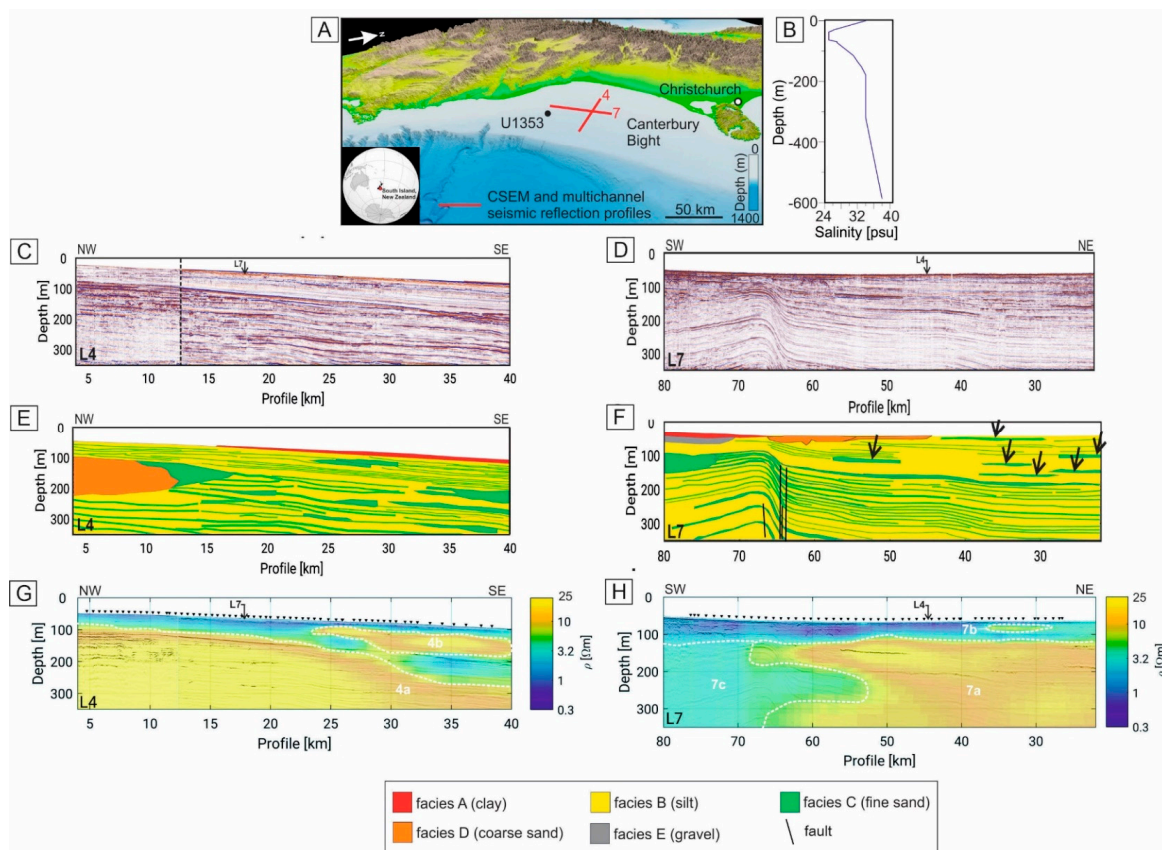 A
N
Christchurch
4
7
U1353
Canterbury
Bight
South Island,
New Zealand
CSEM and multichannel
seismic reflection profiles
50 km
0
Depth (m)
1400
B
0
-200
-400
-600
Depth (m)
24 32 40
Salinity [psu]
C
NW SE
L7
0
100
200
300
Depth [m]
L4
5 10 15 20 25 30 35 40
Profile [km]
D
SW NE
L4
0
100
200
300
Depth [m]
L7
80 70 60 50 40 30
Profile [km]
E
NW SE
0
100
200
300
Depth [m]
L4
5 10 15 20 25 30 35 40
Profile [km]
F
0
100
200
300
Depth [m]
L7
80 70 60 50 40 30
Profile [km]
G
NW SE
L7
0
100
200
300
Depth [m]
4b
4a
L4
5 10 15 20 25 30 35 40
Profile [km]
25
10
3
1
0.3
ρ [Ωm]
H
SW NE
L4
0
100
200
300
Depth [m]
7b
7c
7a
L7
80 70 60 50 40 30
Profile [km]
25
10
3
1
0.3
ρ [Ωm]
facies A (clay) facies B (silt) facies C (fine sand)
facies D (coarse sand) facies E (gravel) fault